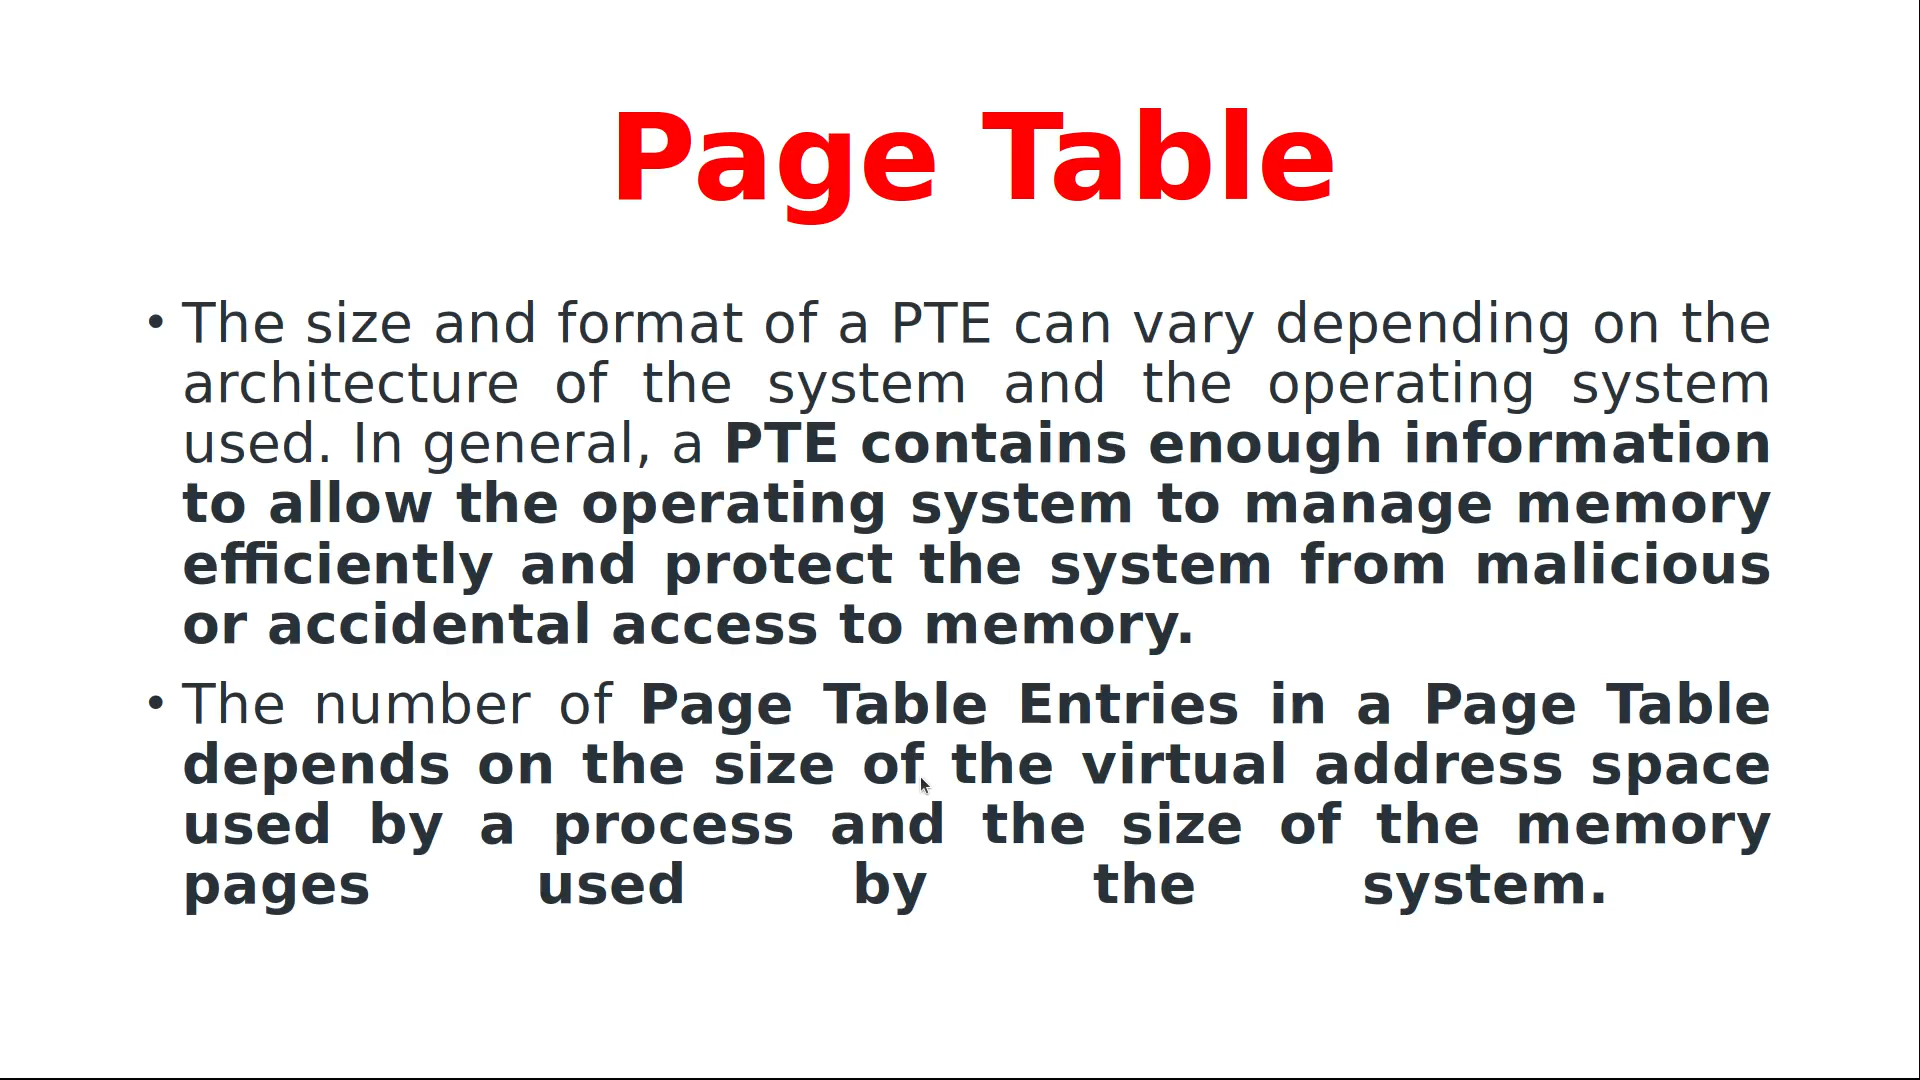 Page Table
• The size and format of a PTE can vary depending on the
architecture of the system and the operating system
used. In general, a PTE contains enough information
to allow the operating system to manage memory
efficiently and protect the system from malicious
or accidental access to memory.
• The number of Page Table Entries in a Page Table
depends on the size of the virtual address space
used by a process and the size of the memory
pages used by the system.